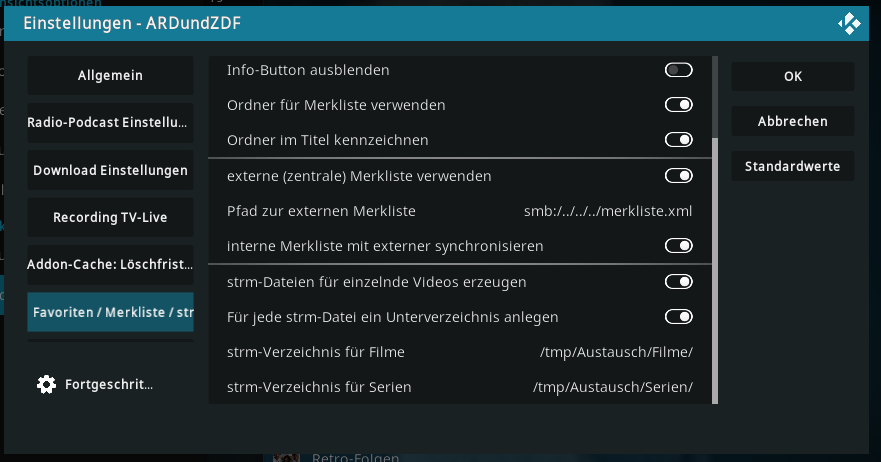 Einstellungen - ARDundZDF
Allgemein
Radio-Podcast Einstellu...
Download Einstellungen
Recording TV-Live
Addon-Cache: Löschfrist...
Favoriten / Merkliste / str
Fortgeschrit...
Info-Button ausblenden
Ordner für Merkliste verwenden
Ordner im Titel kennzeichnen
externe (zentrale) Merkliste verwenden
Pfad zur externen Merkliste smb:/../../../merkliste.xml
interne Merkliste mit externer synchronisieren
strm-Dateien für einzelnde Videos erzeugen
Für jede strm-Datei ein Unterverzeichnis anlegen
strm-Verzeichnis für Filme /tmp/Austausch/Filme/
strm-Verzeichnis für Serien /tmp/Austausch/Serien/
OK
Abbrechen
Standardwerte
Retro-Folgen